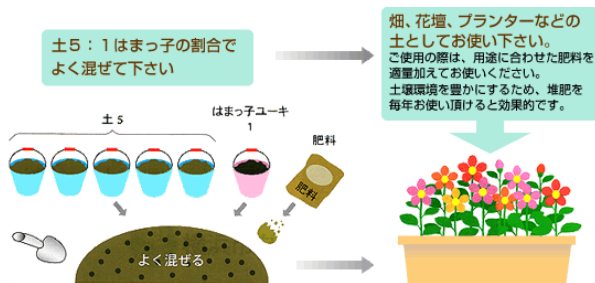 土5：1はまっ子の割合で
よく混ぜて下さい
畑、花壇、プランターなどの
土としてお使い下さい。
ご使用の際は、用途に合わせた肥料を
適量加えてお使いください。
土壌環境を豊かにするため、堆肥を
毎年お使い頂けると効果的です。
土5
はまっ子ユーキ
1
肥料
肥料
よく混ぜる